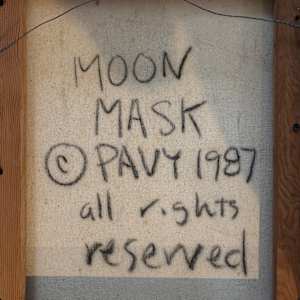 MOON
MASK
© PAVY 1987
all rights
reserved